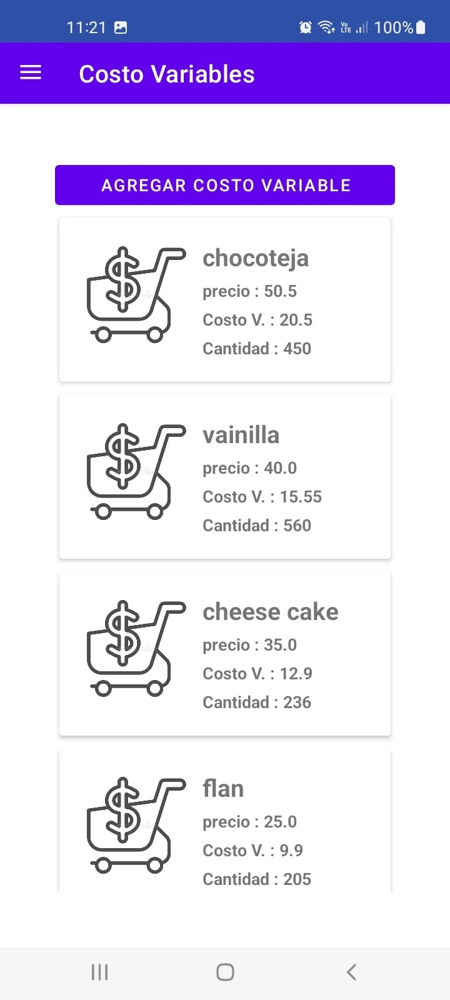 11:21 Vo LTE 100%
Costo Variables
AGREGAR COSTO VARIABLE
chocoteja
precio : 50.5
Costo V. : 20.5
Cantidad : 450
vainilla
precio : 40.0
Costo V. : 15.55
Cantidad : 560
cheese cake
precio : 35.0
Costo V. : 12.9
Cantidad : 236
flan
precio : 25.0
Costo V. : 9.9
Cantidad : 205